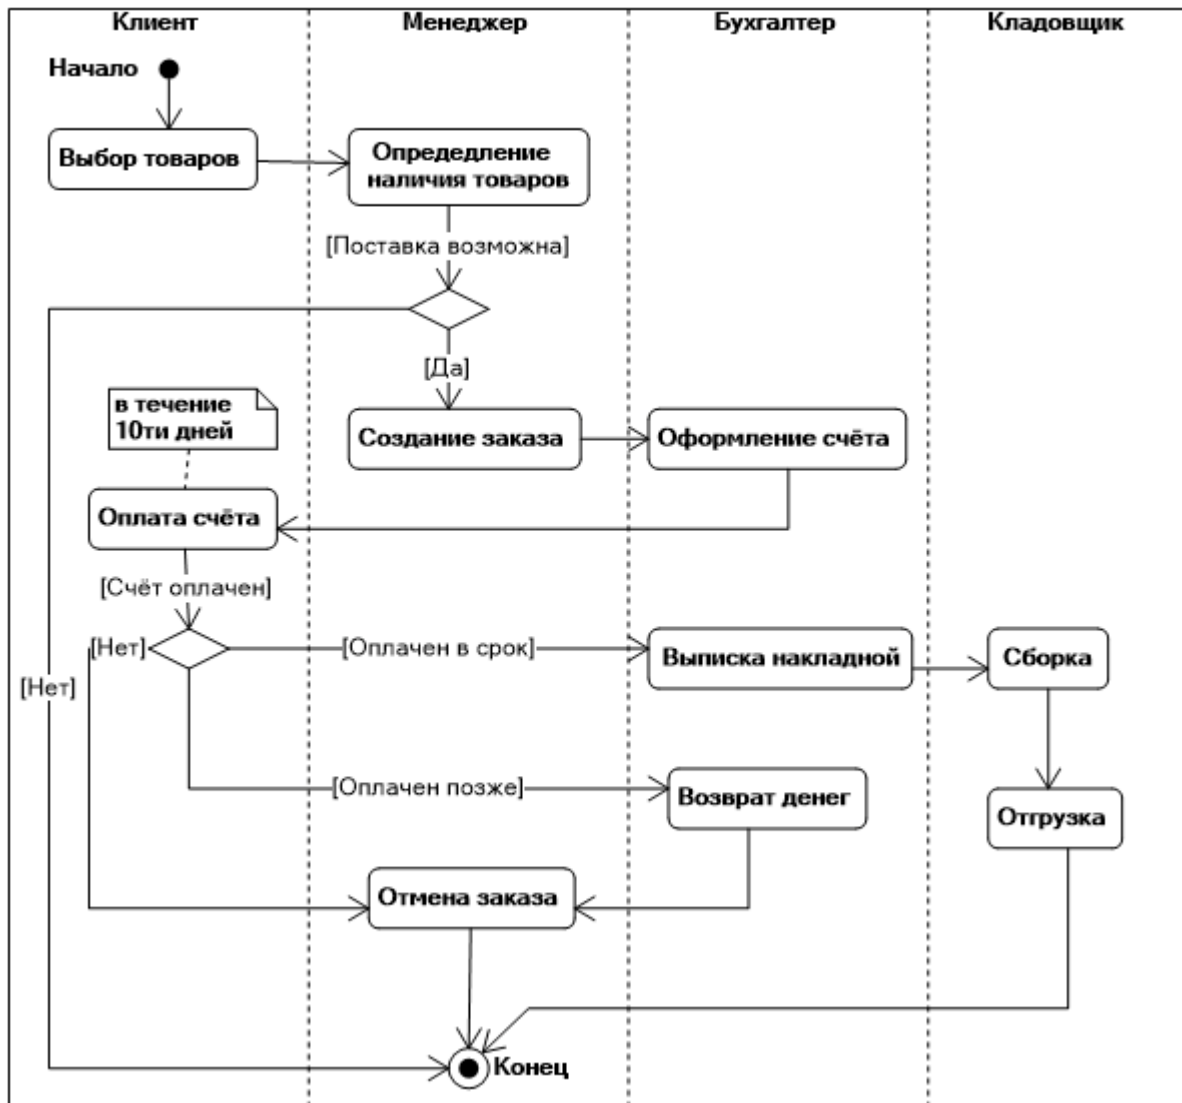 Клиент
Менеджер
Бухгалтер
Кладовщик
Начало
Выбор товаров
Опредедление
наличия товаров
[Поставка возможна]
[Да]
в течение
10ти дней
Создание заказа
Оформление счёта
Оплата счёта
[Счёт оплачен]
[Нет]
[Оплачен в срок]
Выписка накладной
Сборка
[Нет]
[Оплачен позже]
Возврат денег
Отгрузка
Отмена заказа
Конец